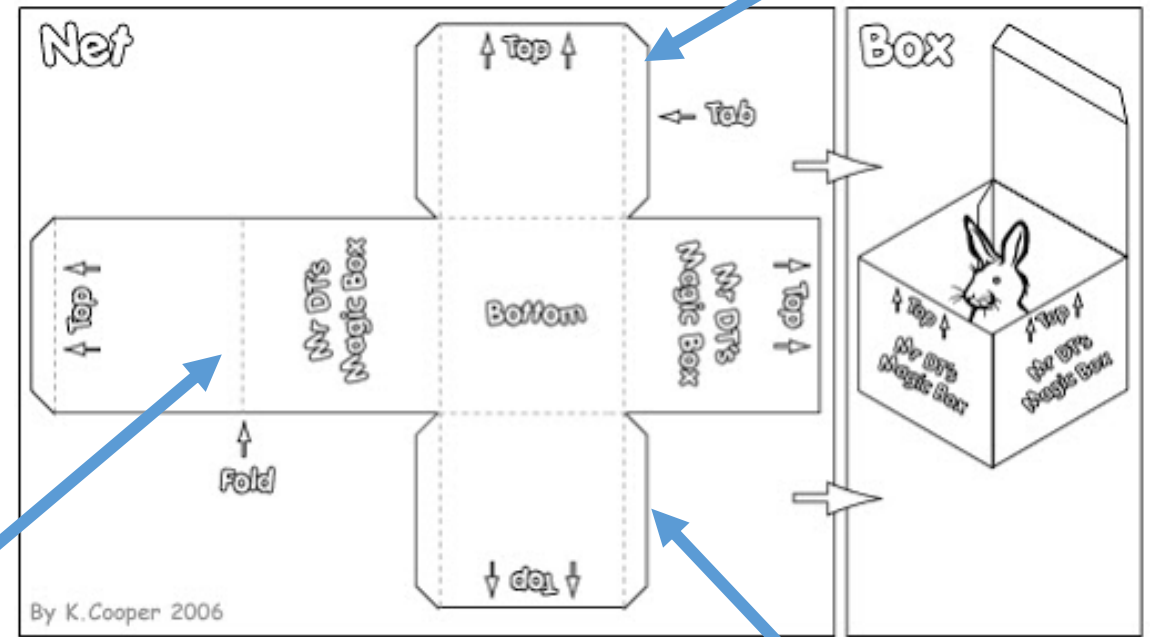 Net
Top
Tab
Top
Mr DT's
Magic Box
Bottom
Mr DT's
Magic Box
Top
Fold
Top
By K.Cooper 2006
Box
Top
Mr DT's
Magic Box
Top
Mr DT's
Magic Box